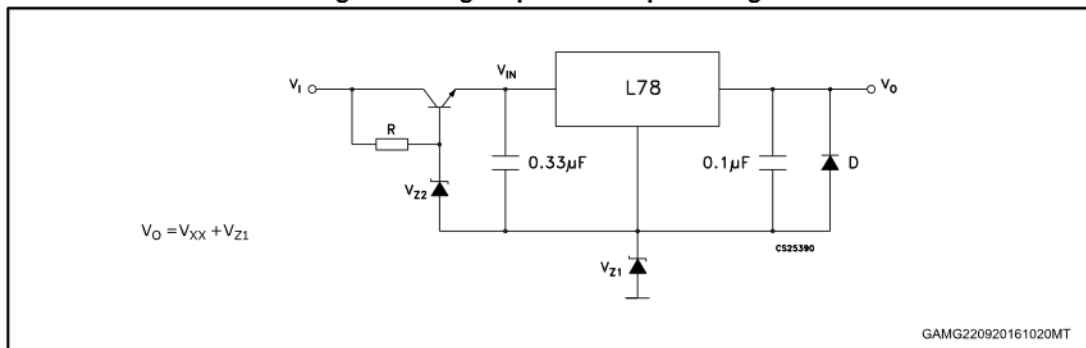 V_I
V_IN
L78
V_O
R
0.33µF
0.1µF
D
V_Z2
V_O = V_XX + V_Z1
CS25390
V_Z1
GAMG220920161020MT